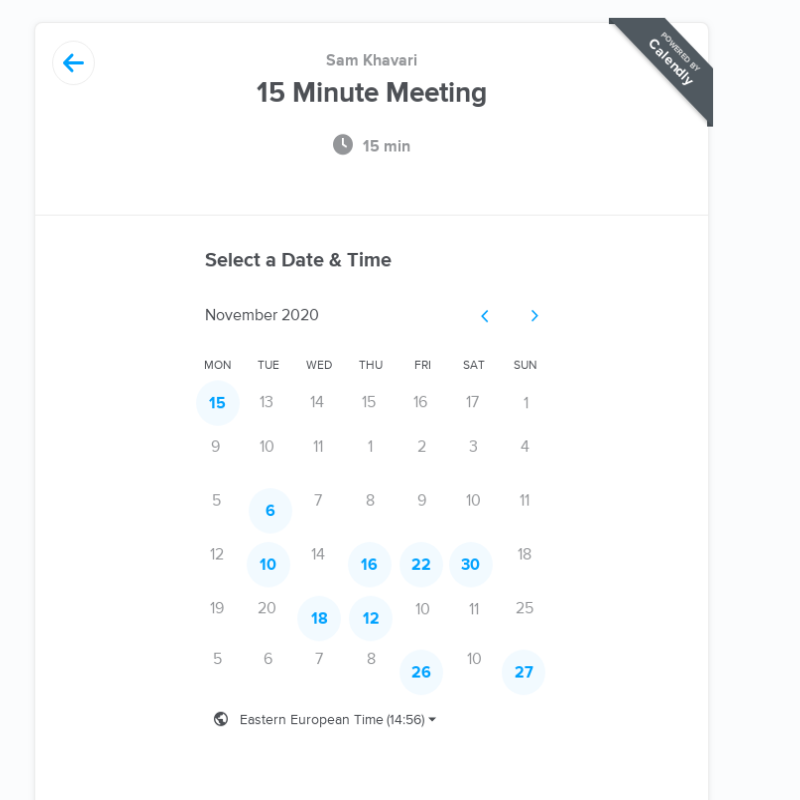 POWERED BY
Calendly
Sam Khavari
15 Minute Meeting
15 min
Select a Date & Time
November 2020
MON TUE WED THU FRI SAT SUN
15 13 14 15 16 17 1
9 10 11 1 2 3 4
5 6 7 8 9 10 11
12 10 14 16 22 30 18
19 20 18 12 10 11 25
5 6 7 8 26 10 27
Eastern European Time (14:56)